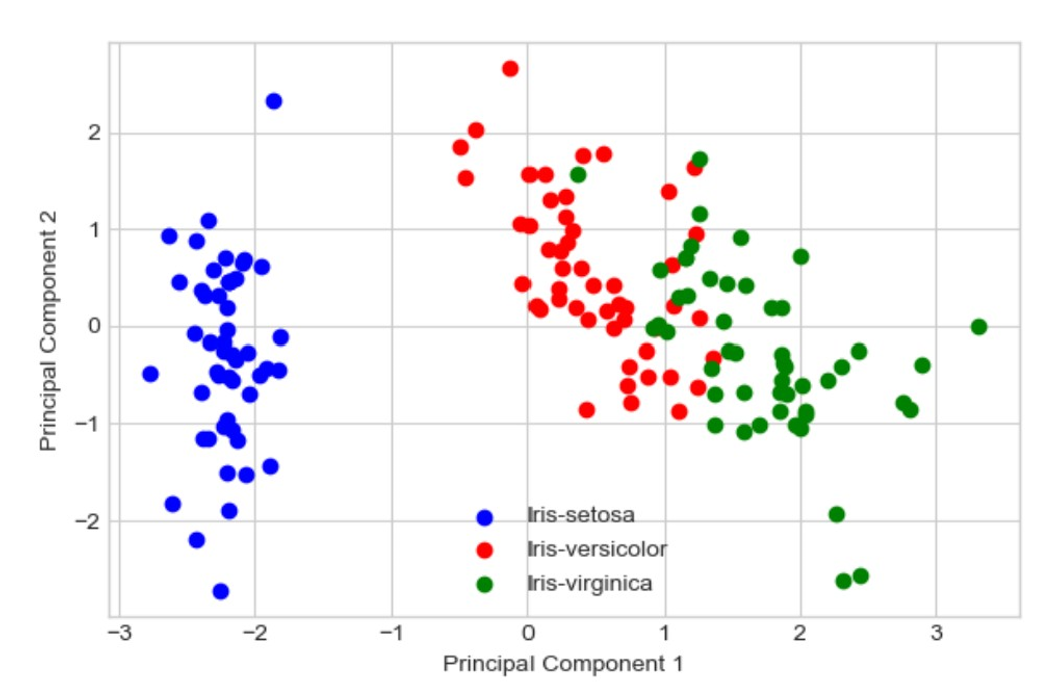 2
1
0
−1
−2
Principal Component 2
Iris-setosa
Iris-versicolor
Iris-virginica
−3 −2 −1 0 1 2 3
Principal Component 1